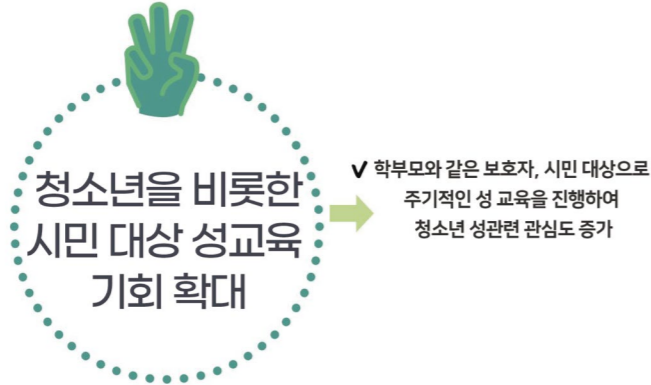 청소년을 비롯한
시민 대상 성교육
기회 확대
✔ 학부모와 같은 보호자, 시민 대상으로
주기적인 성 교육을 진행하여
청소년 성관련 관심도 증가